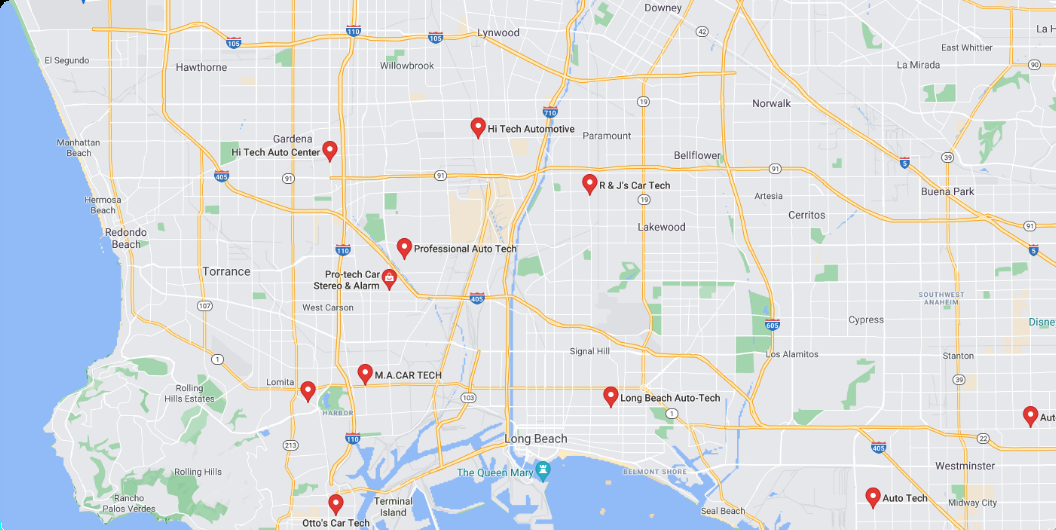 Downey
42
Lynwood
110
105
105
El Segundo
Hawthorne
Willowbrook
East Whittier
La H
La Mirada
90
19
Norwalk
710
Manhattan
Beach
Gardena
Hi Tech Auto Center
Hi Tech Automotive
Paramount
Bellflower
5
39
405
91
91
91
R & J's Car Tech
19
Artesia
Buena Park
Hermosa
Beach
Cerritos
Lakewood
91
Redondo
Beach
110
Professional Auto Tech
5
Torrance
Pro-tech Car
Stereo & Alarm
West Carson
405
107
SOUTHWEST
ANAHEIM
605
Cypress
Disne
Signal Hill
Los Alamitos
Stanton
1
M.A.CAR TECH
Lomita
Rolling
Hills Estates
HARBOR
103
Long Beach Auto-Tech
1
39
Aut
213
110
Long Beach
405
22
The Queen Mary
BELMONT SHORE
Westminster
Rolling Hills
Rancho
Palos Verdes
Terminal
Island
Otto's Car Tech
Seal Beach
Auto Tech
Midway City